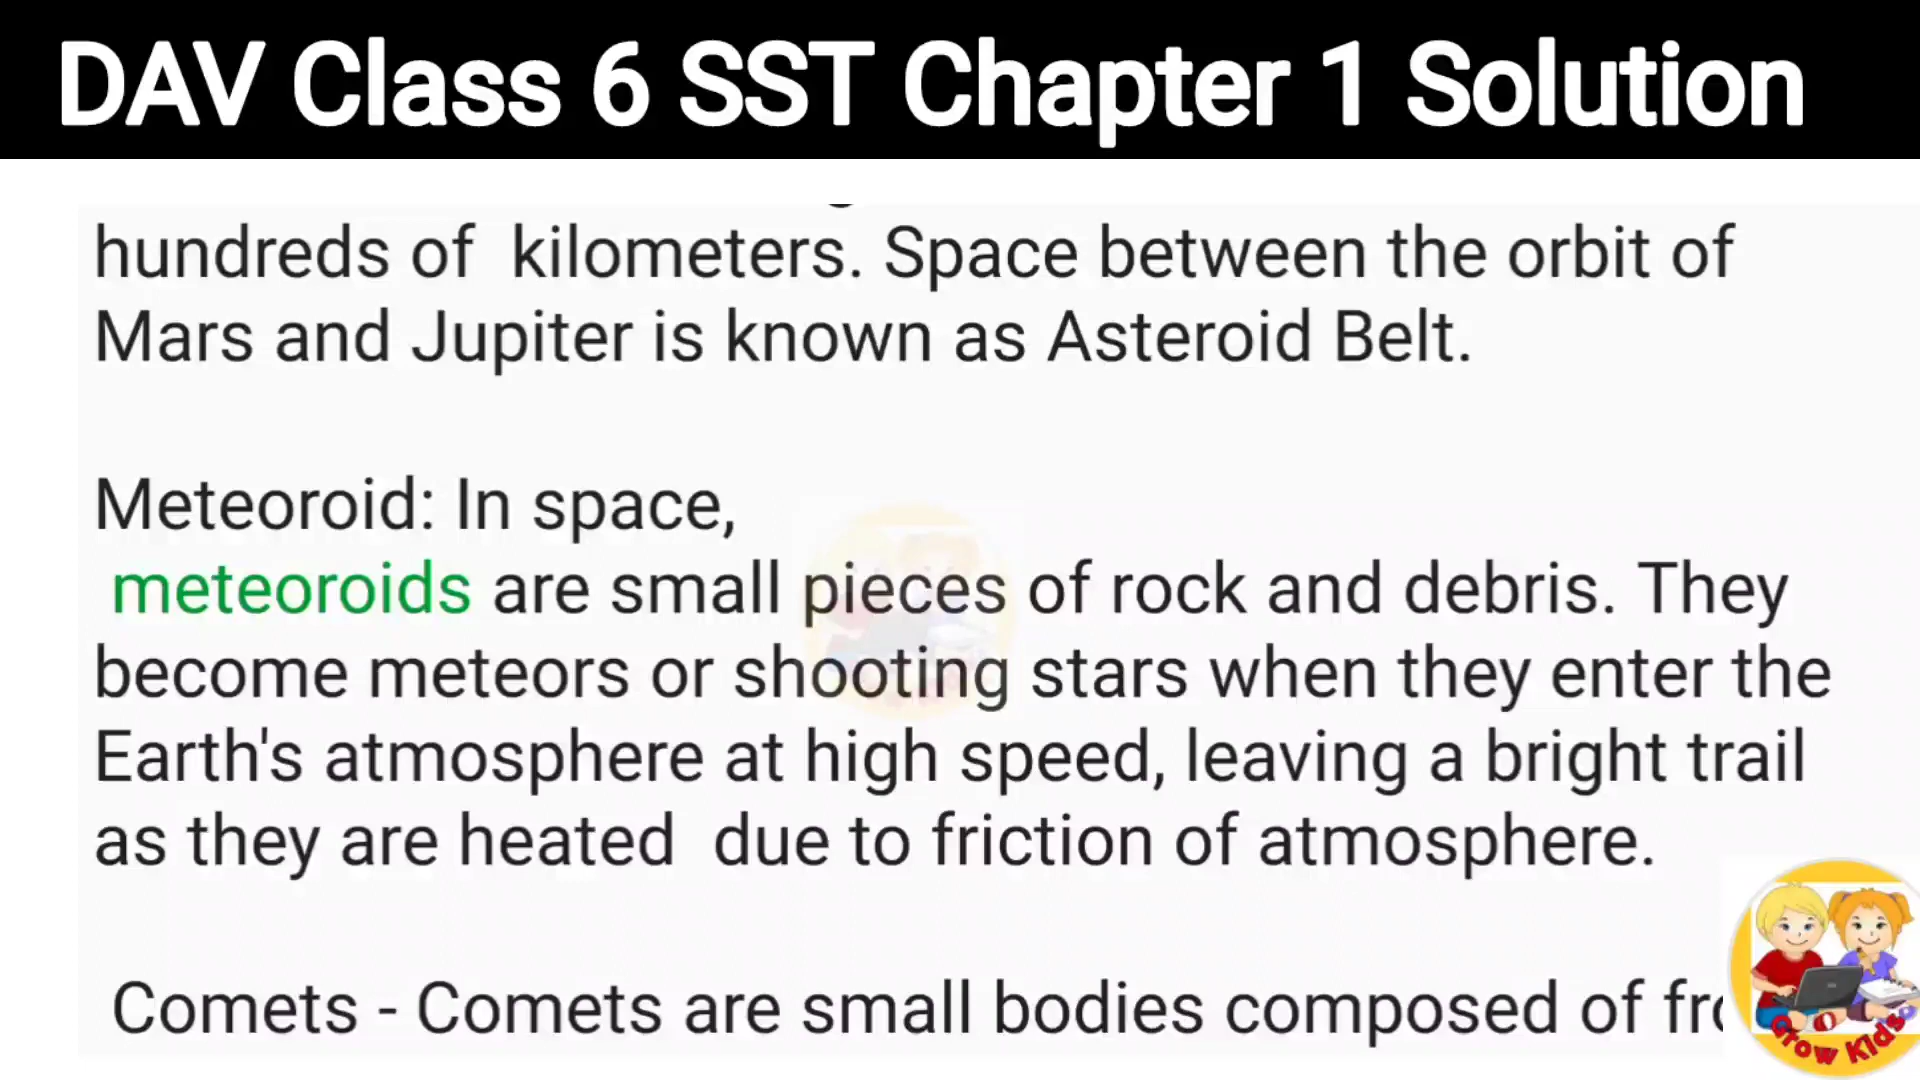 DAV Class 6 SST Chapter 1 Solution
hundreds of kilometers. Space between the orbit of
Mars and Jupiter is known as Asteroid Belt.
Meteoroid: In space,
meteoroids are small pieces of rock and debris. They
become meteors or shooting stars when they enter the
Earth's atmosphere at high speed, leaving a bright trail
as they are heated due to friction of atmosphere.
Comets - Comets are small bodies composed of
Grow Kids